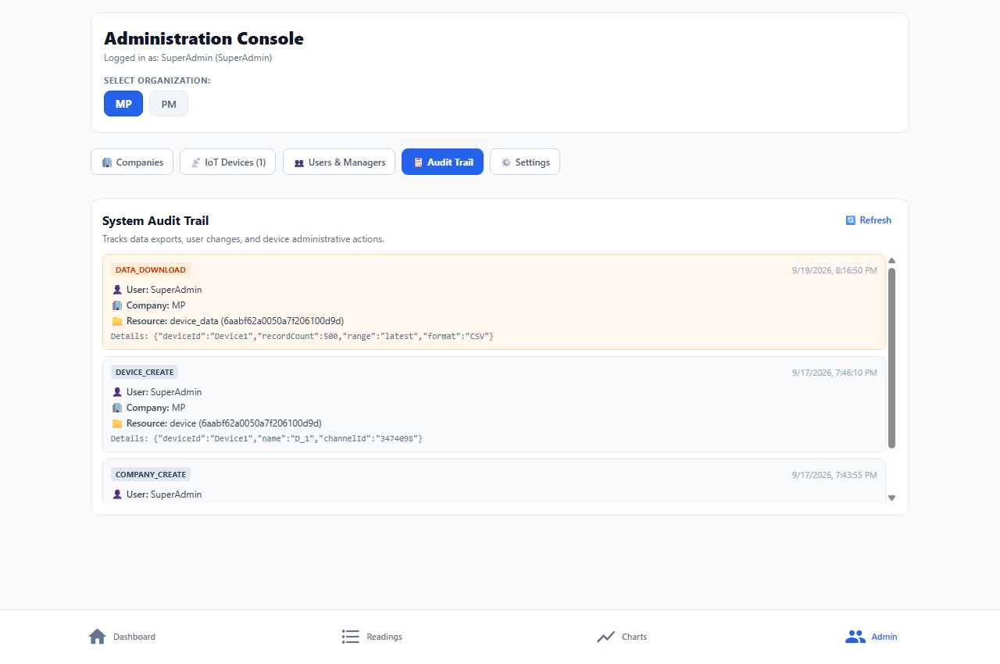 Administration Console
Logged in as: SuperAdmin (SuperAdmin)
SELECT ORGANIZATION:
MP PM
Companies IoT Devices (1) Users & Managers Audit Trail Settings
System Audit Trail Refresh
Tracks data exports, user changes, and device administrative actions.
DATA_DOWNLOAD 9/19/2026, 8:16:50 PM
User: SuperAdmin
Company: MP
Resource: device_data (6aabf62a0050a7f206100d9d)
Details: {"deviceId":"Device1","recordCount":500,"range":"latest","format":"CSV"}
DEVICE_CREATE 9/17/2026, 7:46:10 PM
User: SuperAdmin
Company: MP
Resource: device (6aabf62a0050a7f206100d9d)
Details: {"deviceId":"Device1","name":"D_1","channelId":"3474098"}
COMPANY_CREATE 9/17/2026, 7:43:55 PM
User: SuperAdmin
Dashboard Readings Charts Admin